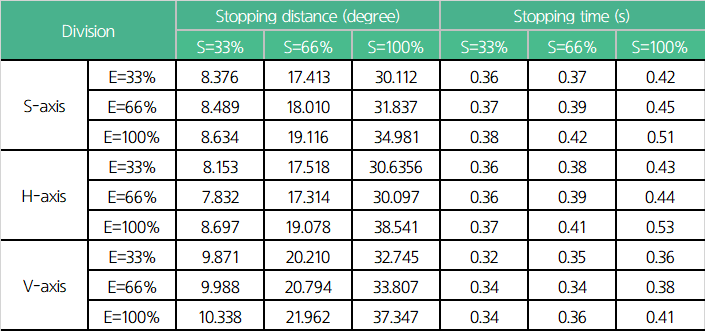 Division Stopping distance (degree) Stopping time (s)
S=33% S=66% S=100% S=33% S=66% S=100%
S-axis E=33% 8.376 17.413 30.112 0.36 0.37 0.42
E=66% 8.489 18.010 31.837 0.37 0.39 0.45
E=100% 8.634 19.116 34.981 0.38 0.42 0.51
H-axis E=33% 8.153 17.518 30.6356 0.36 0.38 0.43
E=66% 7.832 17.314 30.097 0.36 0.39 0.44
E=100% 8.697 19.078 38.541 0.37 0.41 0.53
V-axis E=33% 9.871 20.210 32.745 0.32 0.35 0.36
E=66% 9.988 20.794 33.807 0.34 0.34 0.38
E=100% 10.338 21.962 37.347 0.34 0.36 0.41